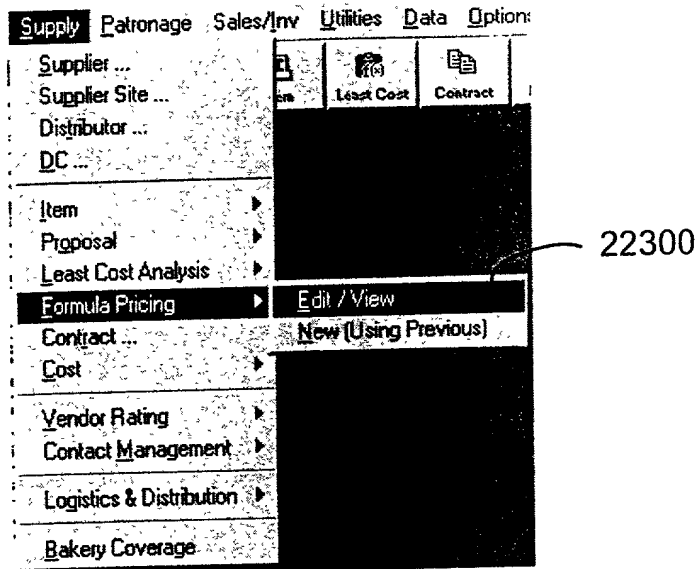 Supply Patronage Sales/Inv Utilities Data Option
Supplier ...
Supplier Site ...
Distributor ...
DC ...
Least Cost Contract
Item
Proposal
Least Cost Analysis
Formula Pricing
Edit / View
New (Using Previous)
Contract ...
Cost
Vendor Rating
Contact Management
Logistics & Distribution
Bakery Coverage
22300